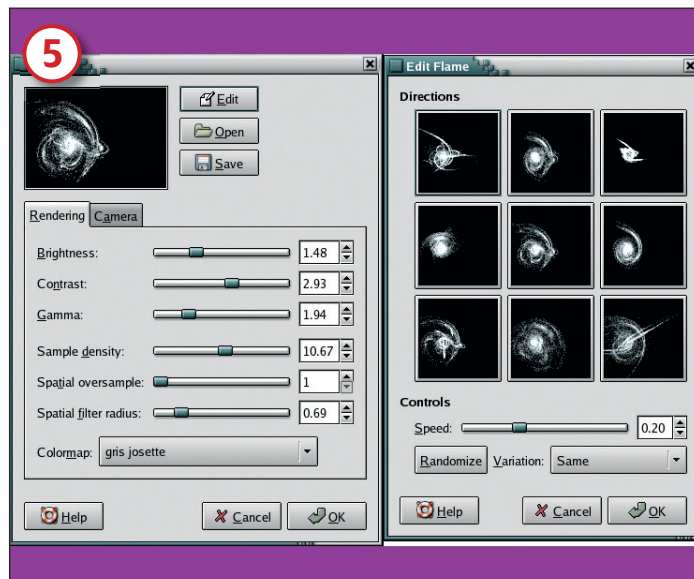 5
Edit
Open
Save
Rendering
Camera
Brightness:
1.48
Contrast:
2.93
Gamma:
1.94
Sample density:
10.67
Spatial oversample:
1
Spatial filter radius:
0.69
Colormap:
gris josette
Help
Cancel
OK
Edit Flame
Directions
Controls
Speed:
0.20
Randomize
Variation:
Same
Help
Cancel
OK